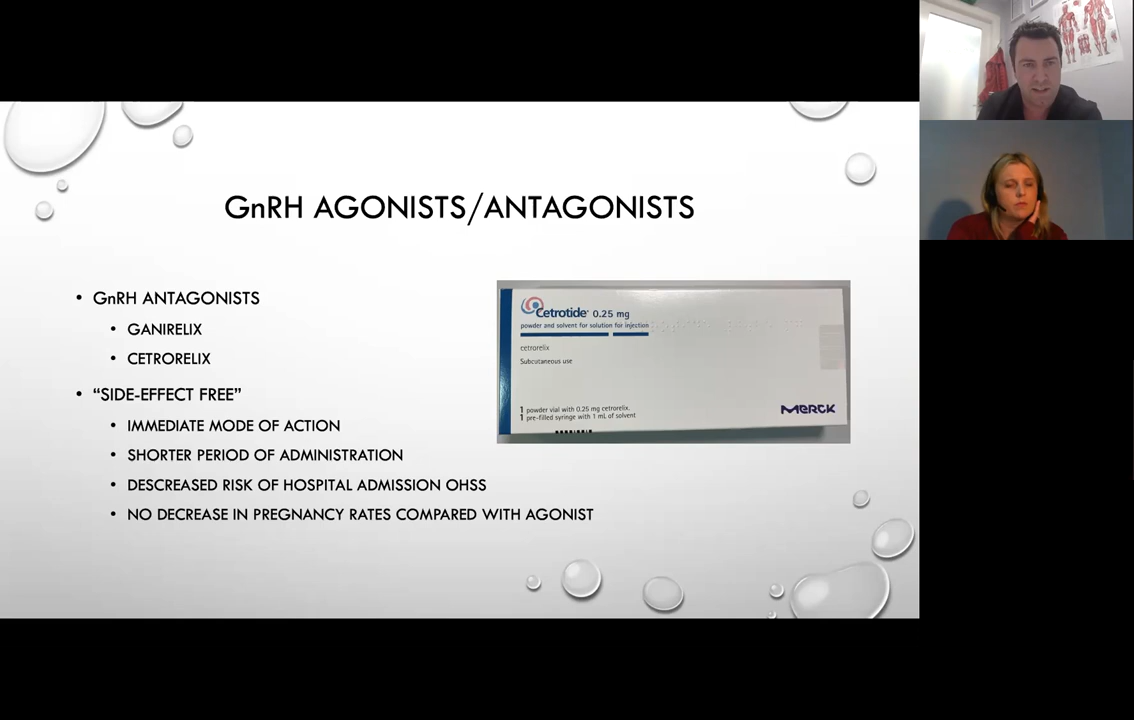 GnRH AGONISTS/ANTAGONISTS
• GnRH ANTAGONISTS
• GANIRELIX
• CETRORELIX
• “SIDE-EFFECT FREE”
• IMMEDIATE MODE OF ACTION
• SHORTER PERIOD OF ADMINISTRATION
• DESCREASED RISK OF HOSPITAL ADMISSION OHSS
• NO DECREASE IN PREGNANCY RATES COMPARED WITH AGONIST
Cetrotide® 0.25 mg
powder and solvent for solution for injection
cetrorelix
Subcutaneous use
1 powder vial with 0.25 mg cetrorelix.
1 pre-filled syringe with 1 mL of solvent
MERCK